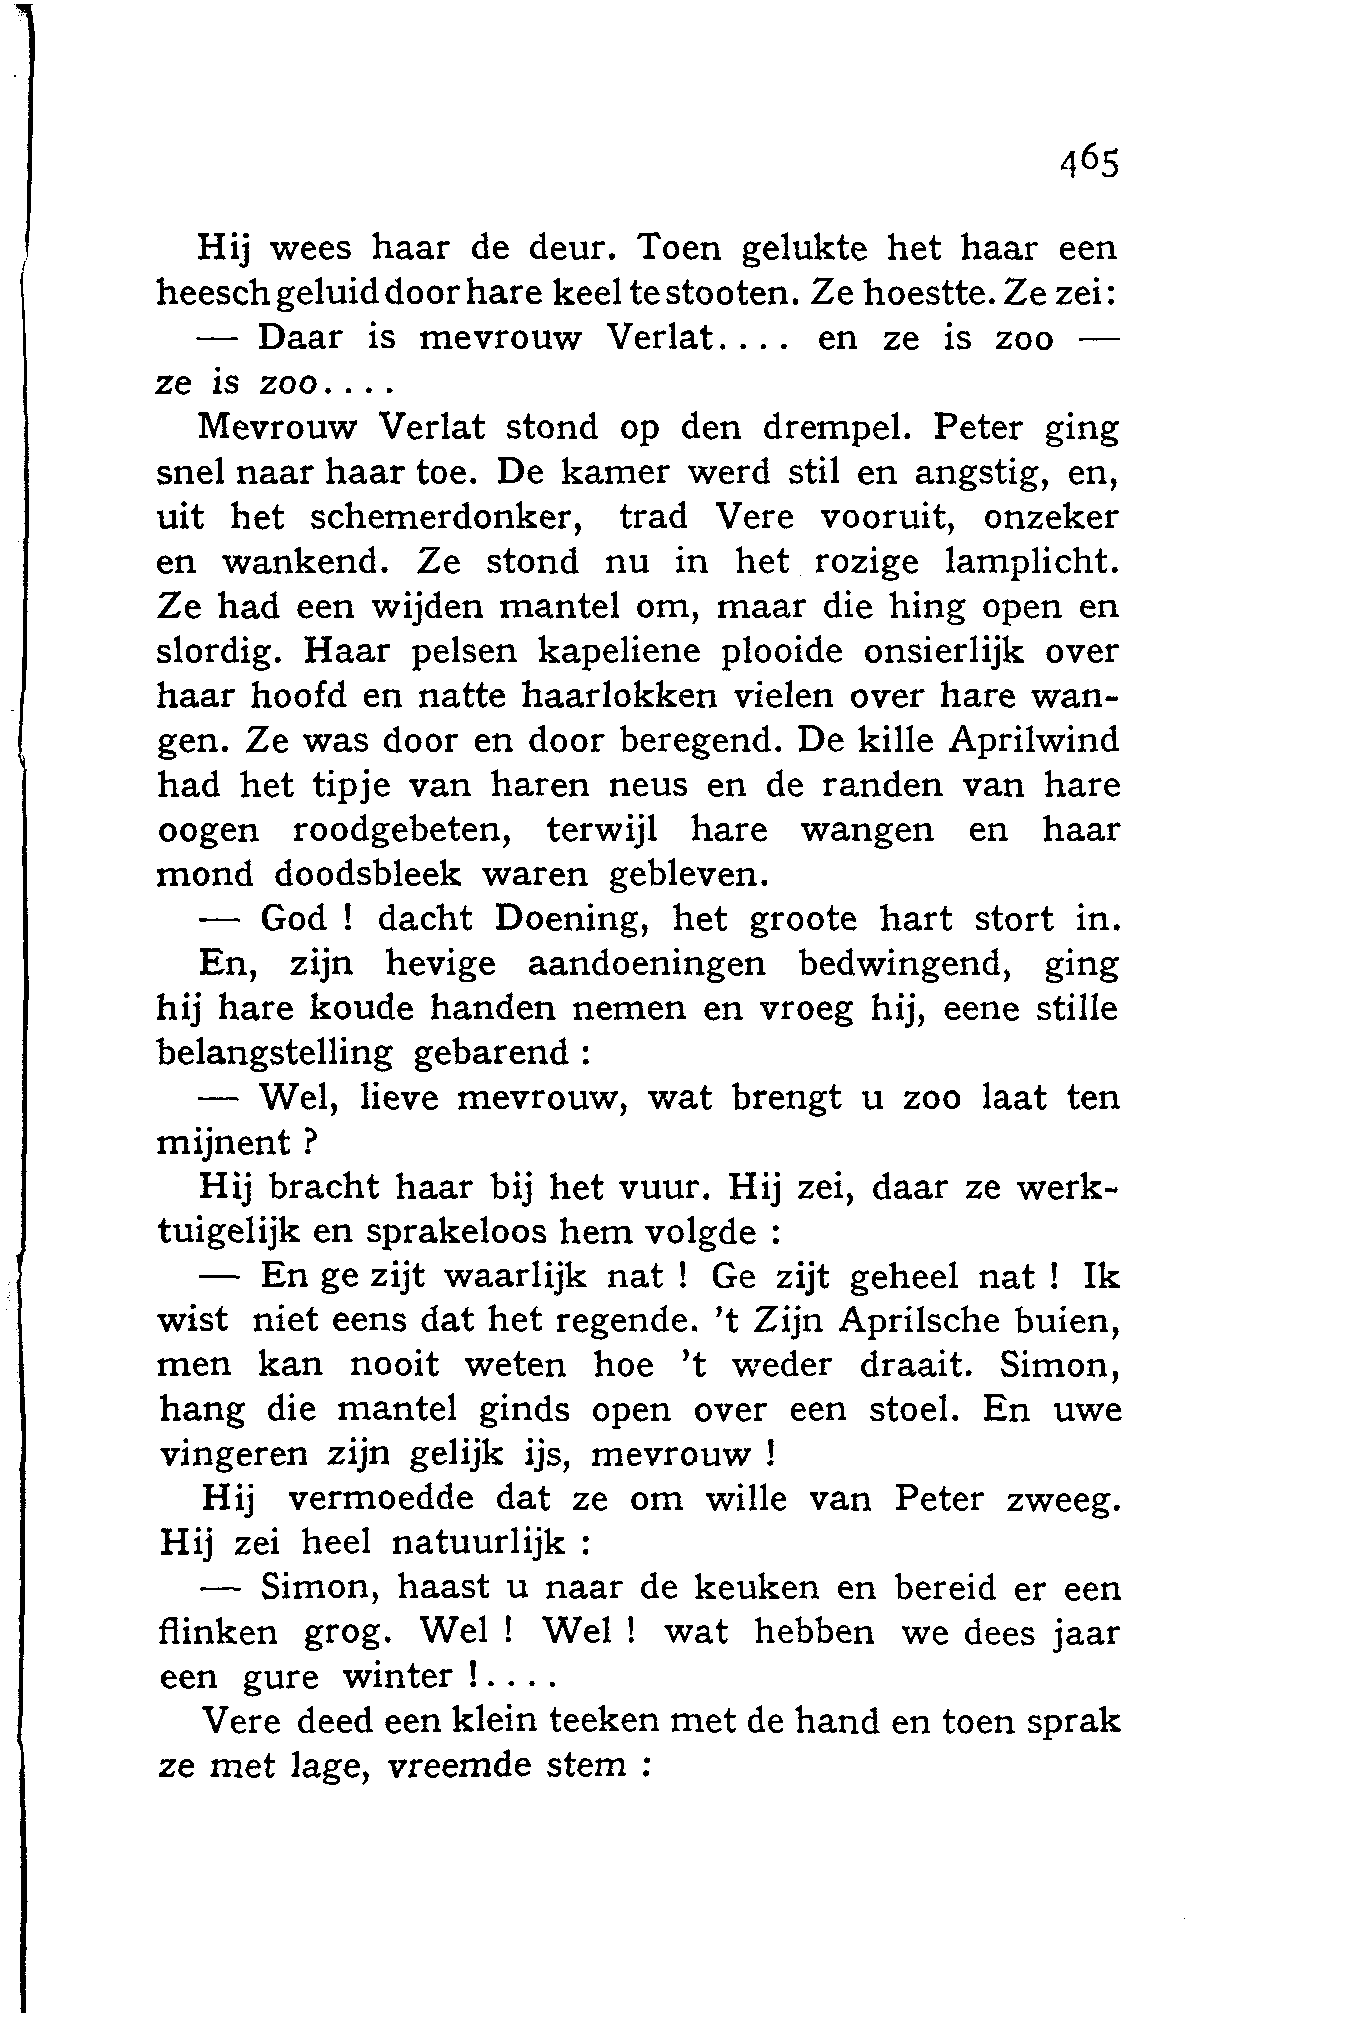 465
Hij wees haar de deur. Toen gelukte het haar een
heesch geluid door hare keel te stooten. Ze hoestte. Ze zei:
— Daar is mevrouw Verlat.... en ze is zoo —
ze is zoo....
Mevrouw Verlat stond op den drempel. Peter ging
snel naar haar toe. De kamer werd stil en angstig, en,
uit het schemerdonker, trad Vere vooruit, onzeker
en wankend. Ze stond nu in het rozige lamplicht.
Ze had een wijden mantel om, maar die hing open en
slordig. Haar pelsen kapeliene plooide onsierlijk over
haar hoofd en natte haarlokken vielen over hare wan-
gen. Ze was door en door beregend. De kille Aprilwind
had het tipje van haren neus en de randen van hare
oogen roodgebeten, terwijl hare wangen en haar
mond doodsbleek waren gebleven.
— God ! dacht Doening, het groote hart stort in.
En, zijn hevige aandoeningen bedwingend, ging
hij hare koude handen nemen en vroeg hij, eene stille
belangstelling gebarend :
— Wel, lieve mevrouw, wat brengt u zoo laat ten
mijnent ?
Hij bracht haar bij het vuur. Hij zei, daar ze werk-
tuigelijk en sprakeloos hem volgde :
— En ge zijt waarlijk nat ! Ge zijt geheel nat ! Ik
wist niet eens dat het regende. 't Zijn Aprilsche buien,
men kan nooit weten hoe 't weder draait. Simon,
hang die mantel ginds open over een stoel. En uwe
vingeren zijn gelijk ijs, mevrouw !
Hij vermoedde dat ze om wille van Peter zweeg.
Hij zei heel natuurlijk :
— Simon, haast u naar de keuken en bereid er een
flinken grog. Wel ! Wel ! wat hebben we dees jaar
een gure winter !....
Vere deed een klein teeken met de hand en toen sprak
ze met lage, vreemde stem :